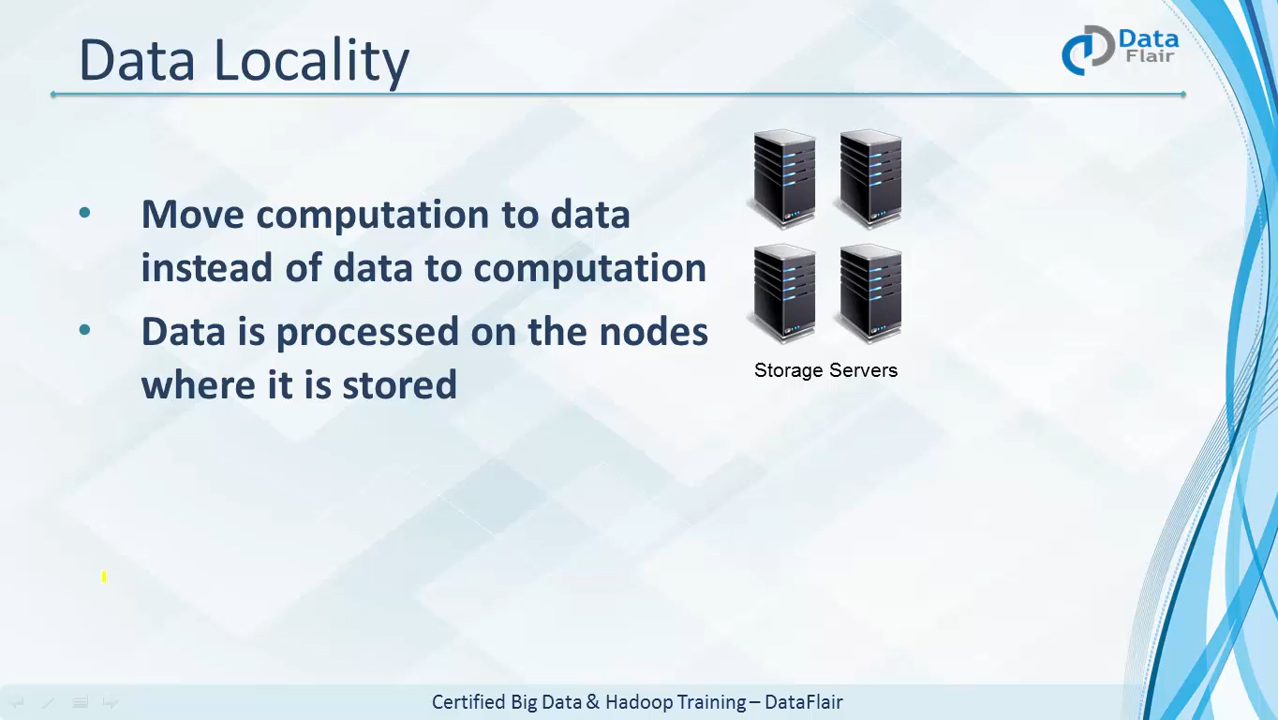 Data Locality
Data
Flair
• Move computation to data
instead of data to computation
• Data is processed on the nodes
where it is stored
Storage Servers
Certified Big Data & Hadoop Training – DataFlair